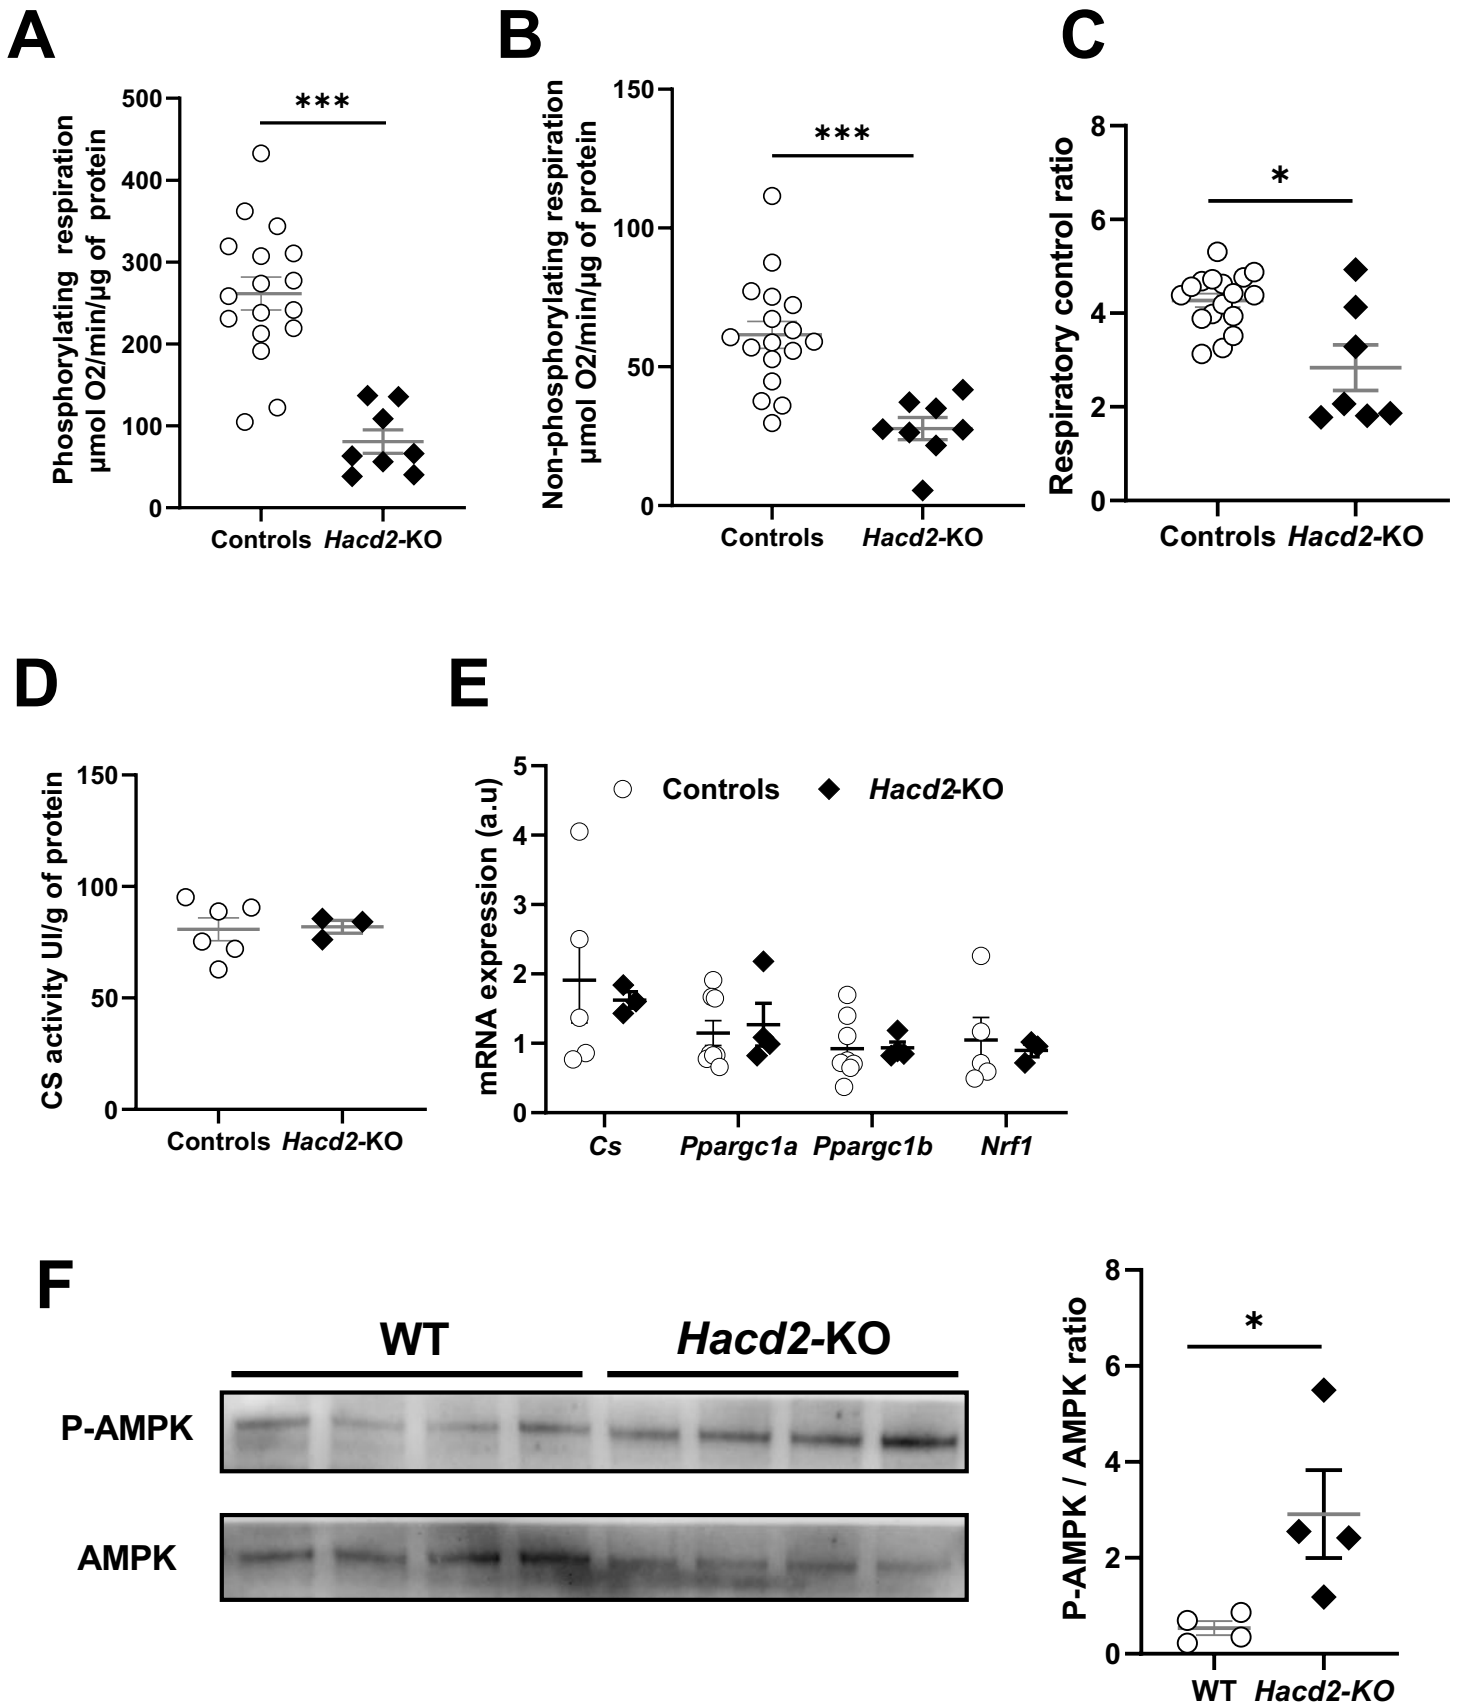 A
B
C
Phosphorylating respiration
µmol O2/min/µg of protein
500
400
300
200
100
0
***
Controls
Hacd2-KO
Non-phosphorylating respiration
µmol O2/min/µg of protein
150
100
50
0
***
Controls
Hacd2-KO
Respiratory control ratio
8
6
4
2
0
*
Controls
Hacd2-KO
D
E
CS activity UI/g of protein
150
100
50
0
Controls
Hacd2-KO
mRNA expression (a.u)
5
4
3
2
1
0
Controls
Hacd2-KO
Cs
Ppargc1a
Ppargc1b
Nrf1
F
WT
Hacd2-KO
P-AMPK
AMPK
P-AMPK / AMPK ratio
8
6
4
2
0
*
WT
Hacd2-KO